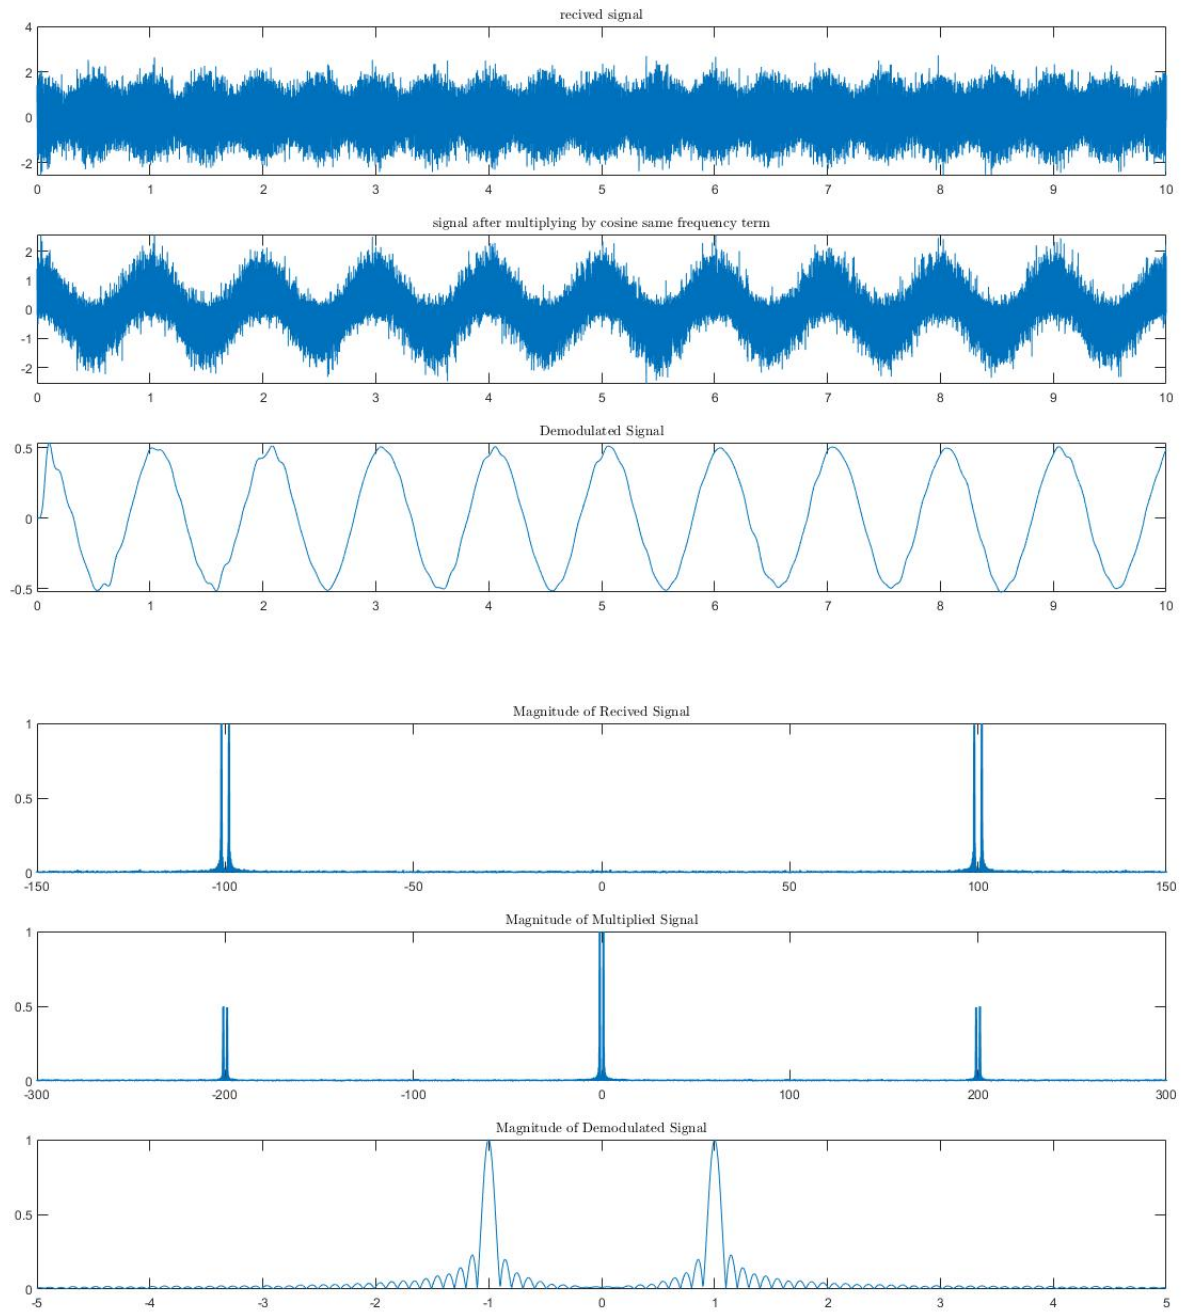 recived signal
4
2
0
-2
0 1 2 3 4 5 6 7 8 9 10
signal after multiplying by cosine same frequency term
2
1
0
-1
-2
0 1 2 3 4 5 6 7 8 9 10
Demodulated Signal
0.5
0
-0.5
0 1 2 3 4 5 6 7 8 9 10
Magnitude of Recived Signal
1
0.5
0
-150 -100 -50 0 50 100 150
Magnitude of Multiplied Signal
1
0.5
0
-300 -200 -100 0 100 200 300
Magnitude of Demodulated Signal
1
0.5
0
-5 -4 -3 -2 -1 0 1 2 3 4 5